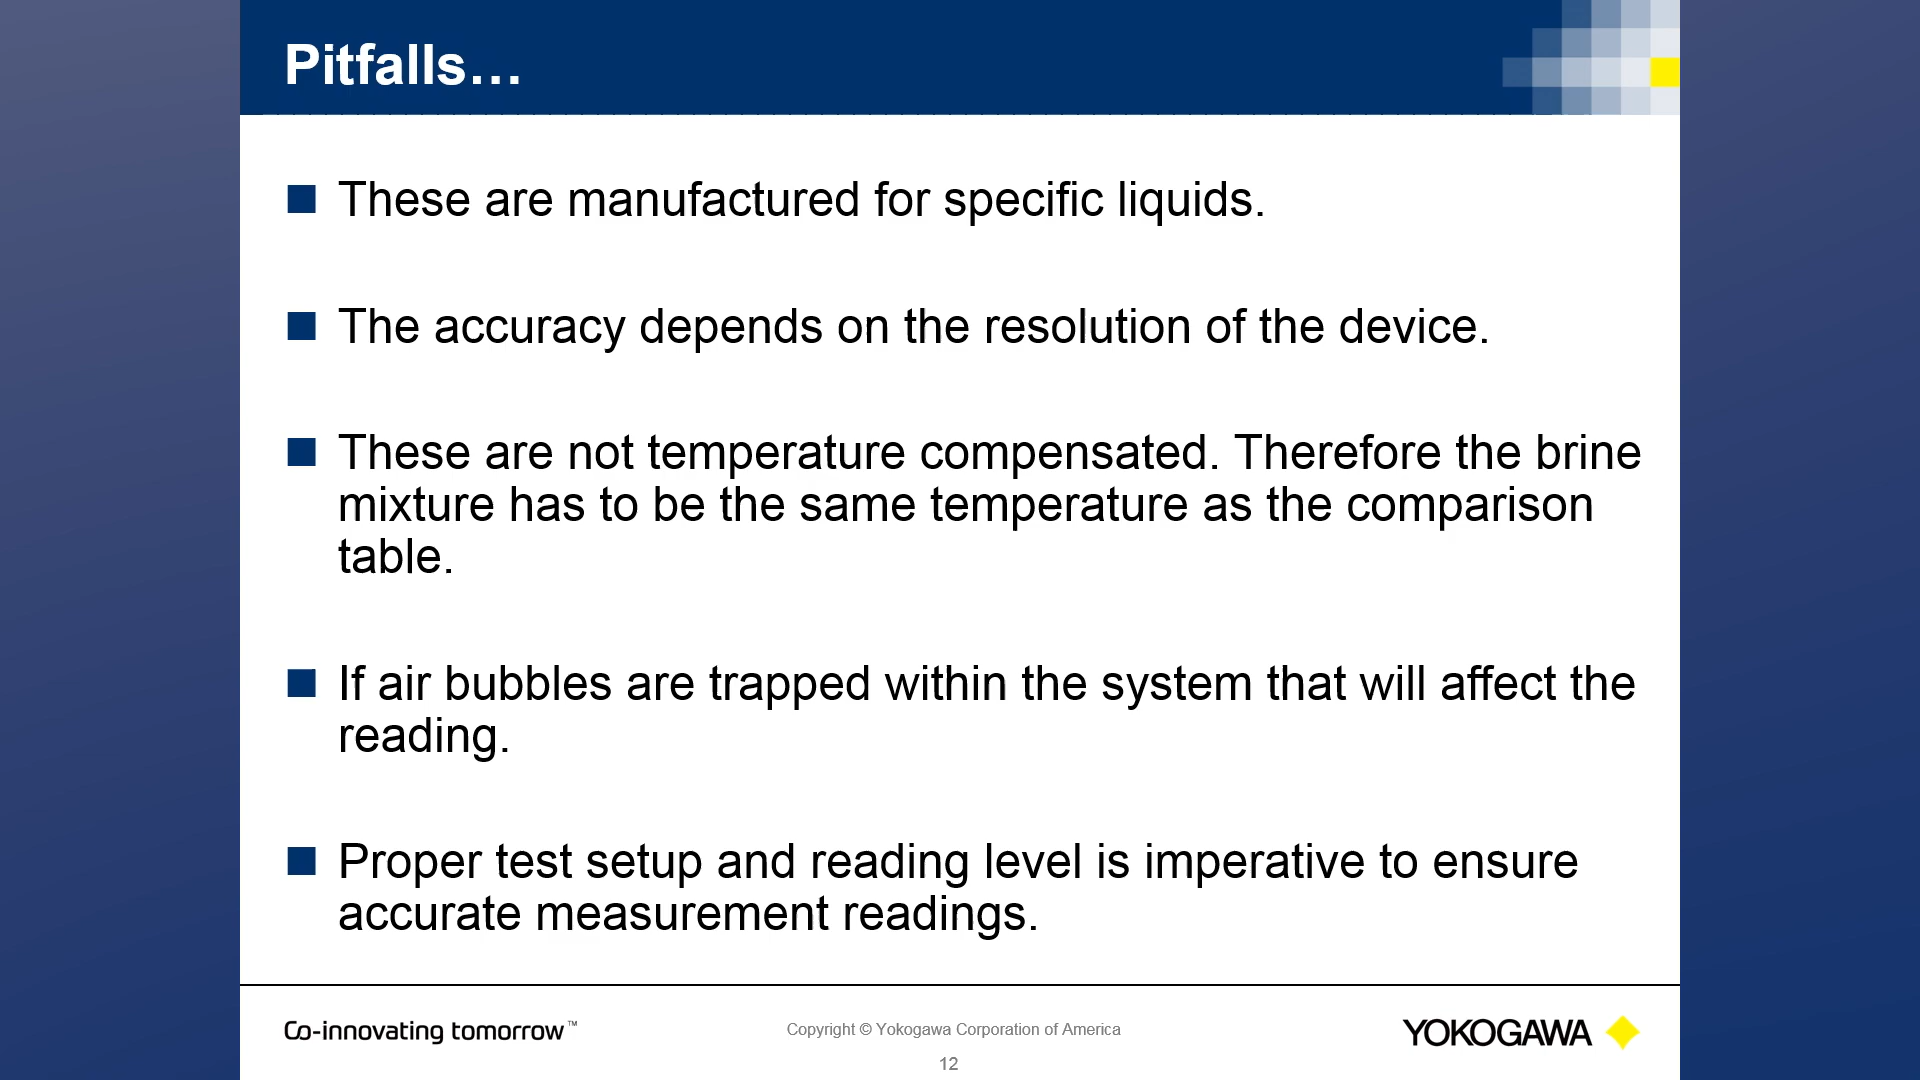 Pitfalls…
These are manufactured for specific liquids.
The accuracy depends on the resolution of the device.
These are not temperature compensated. Therefore the brine
mixture has to be the same temperature as the comparison
table.
If air bubbles are trapped within the system that will affect the
reading.
Proper test setup and reading level is imperative to ensure
accurate measurement readings.
Co-innovating tomorrow™
Copyright © Yokogawa Corporation of America
YOKOGAWA
12